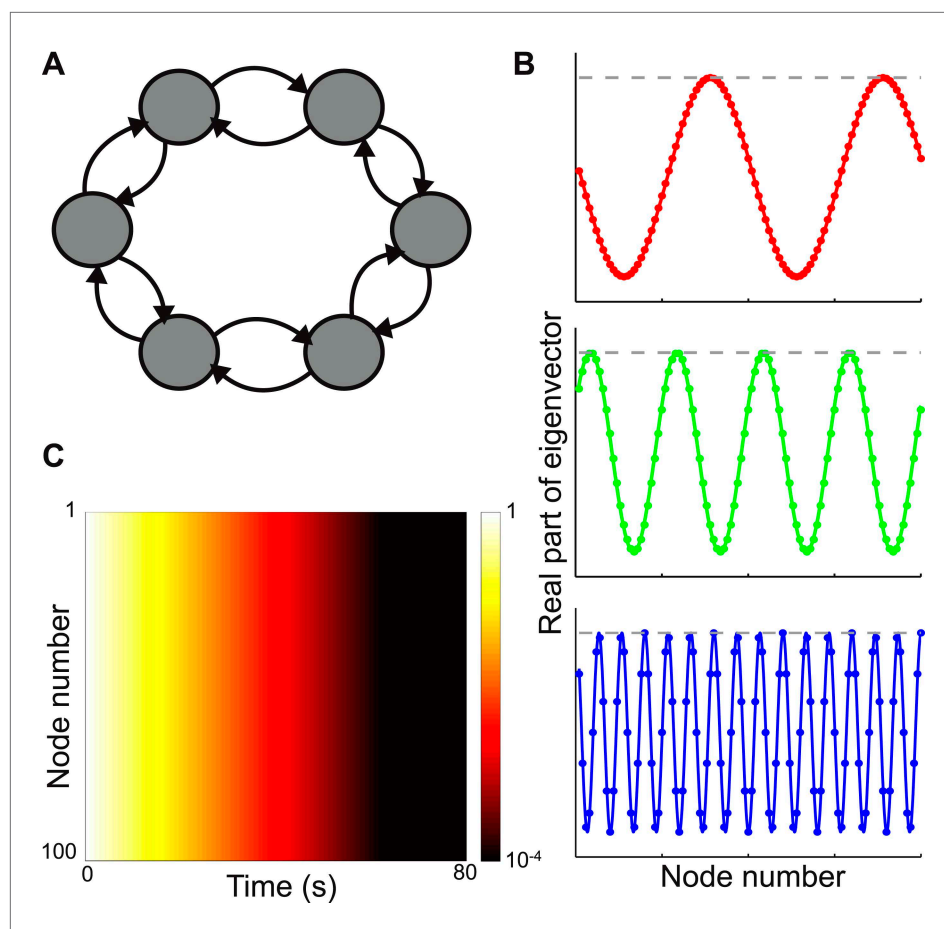 A
B
Real part of eigenvector
Node number
C
1
100
Node number
0
80
Time (s)
1
10-4